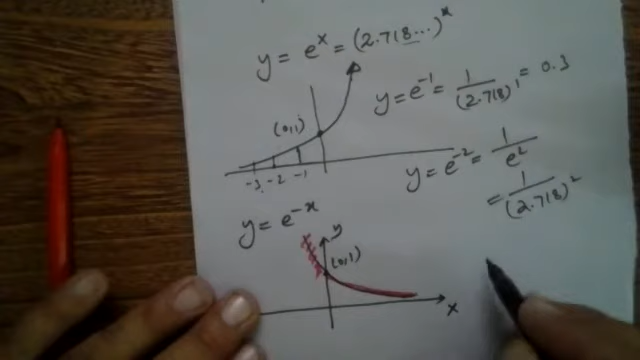 y = e^x = (2.718...)^x
y = e^-1 = 1/(2.718)^1 = 0.3
(0,1)
-3 -2 -1
y = e^-2 = 1/e^2
= 1/(2.718)^2
y = e^-x
y
(0,1)
x